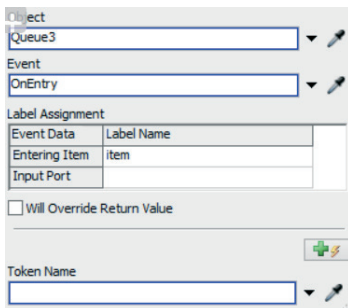 Object
Queue3
Event
OnEntry
Label Assignment
Event Data Label Name
Entering Item item
Input Port
Will Override Return Value
Token Name